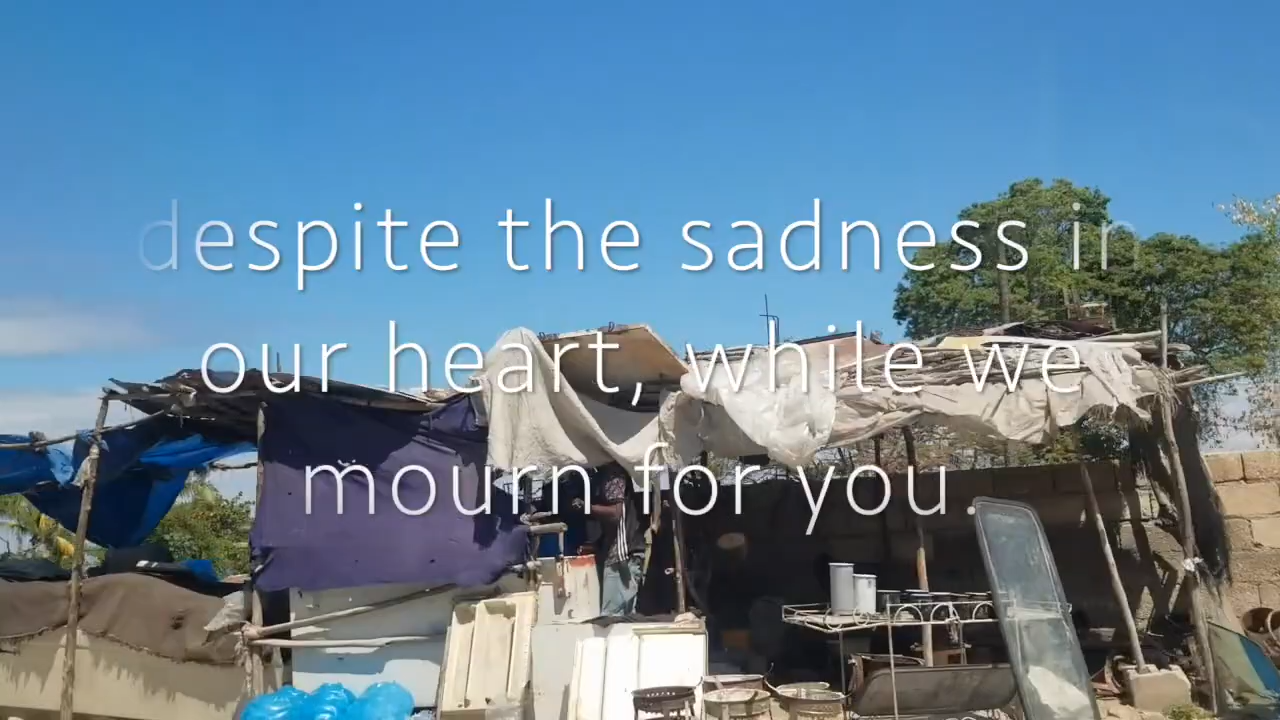 despite the sadness in
our heart, while we
mourn for you.